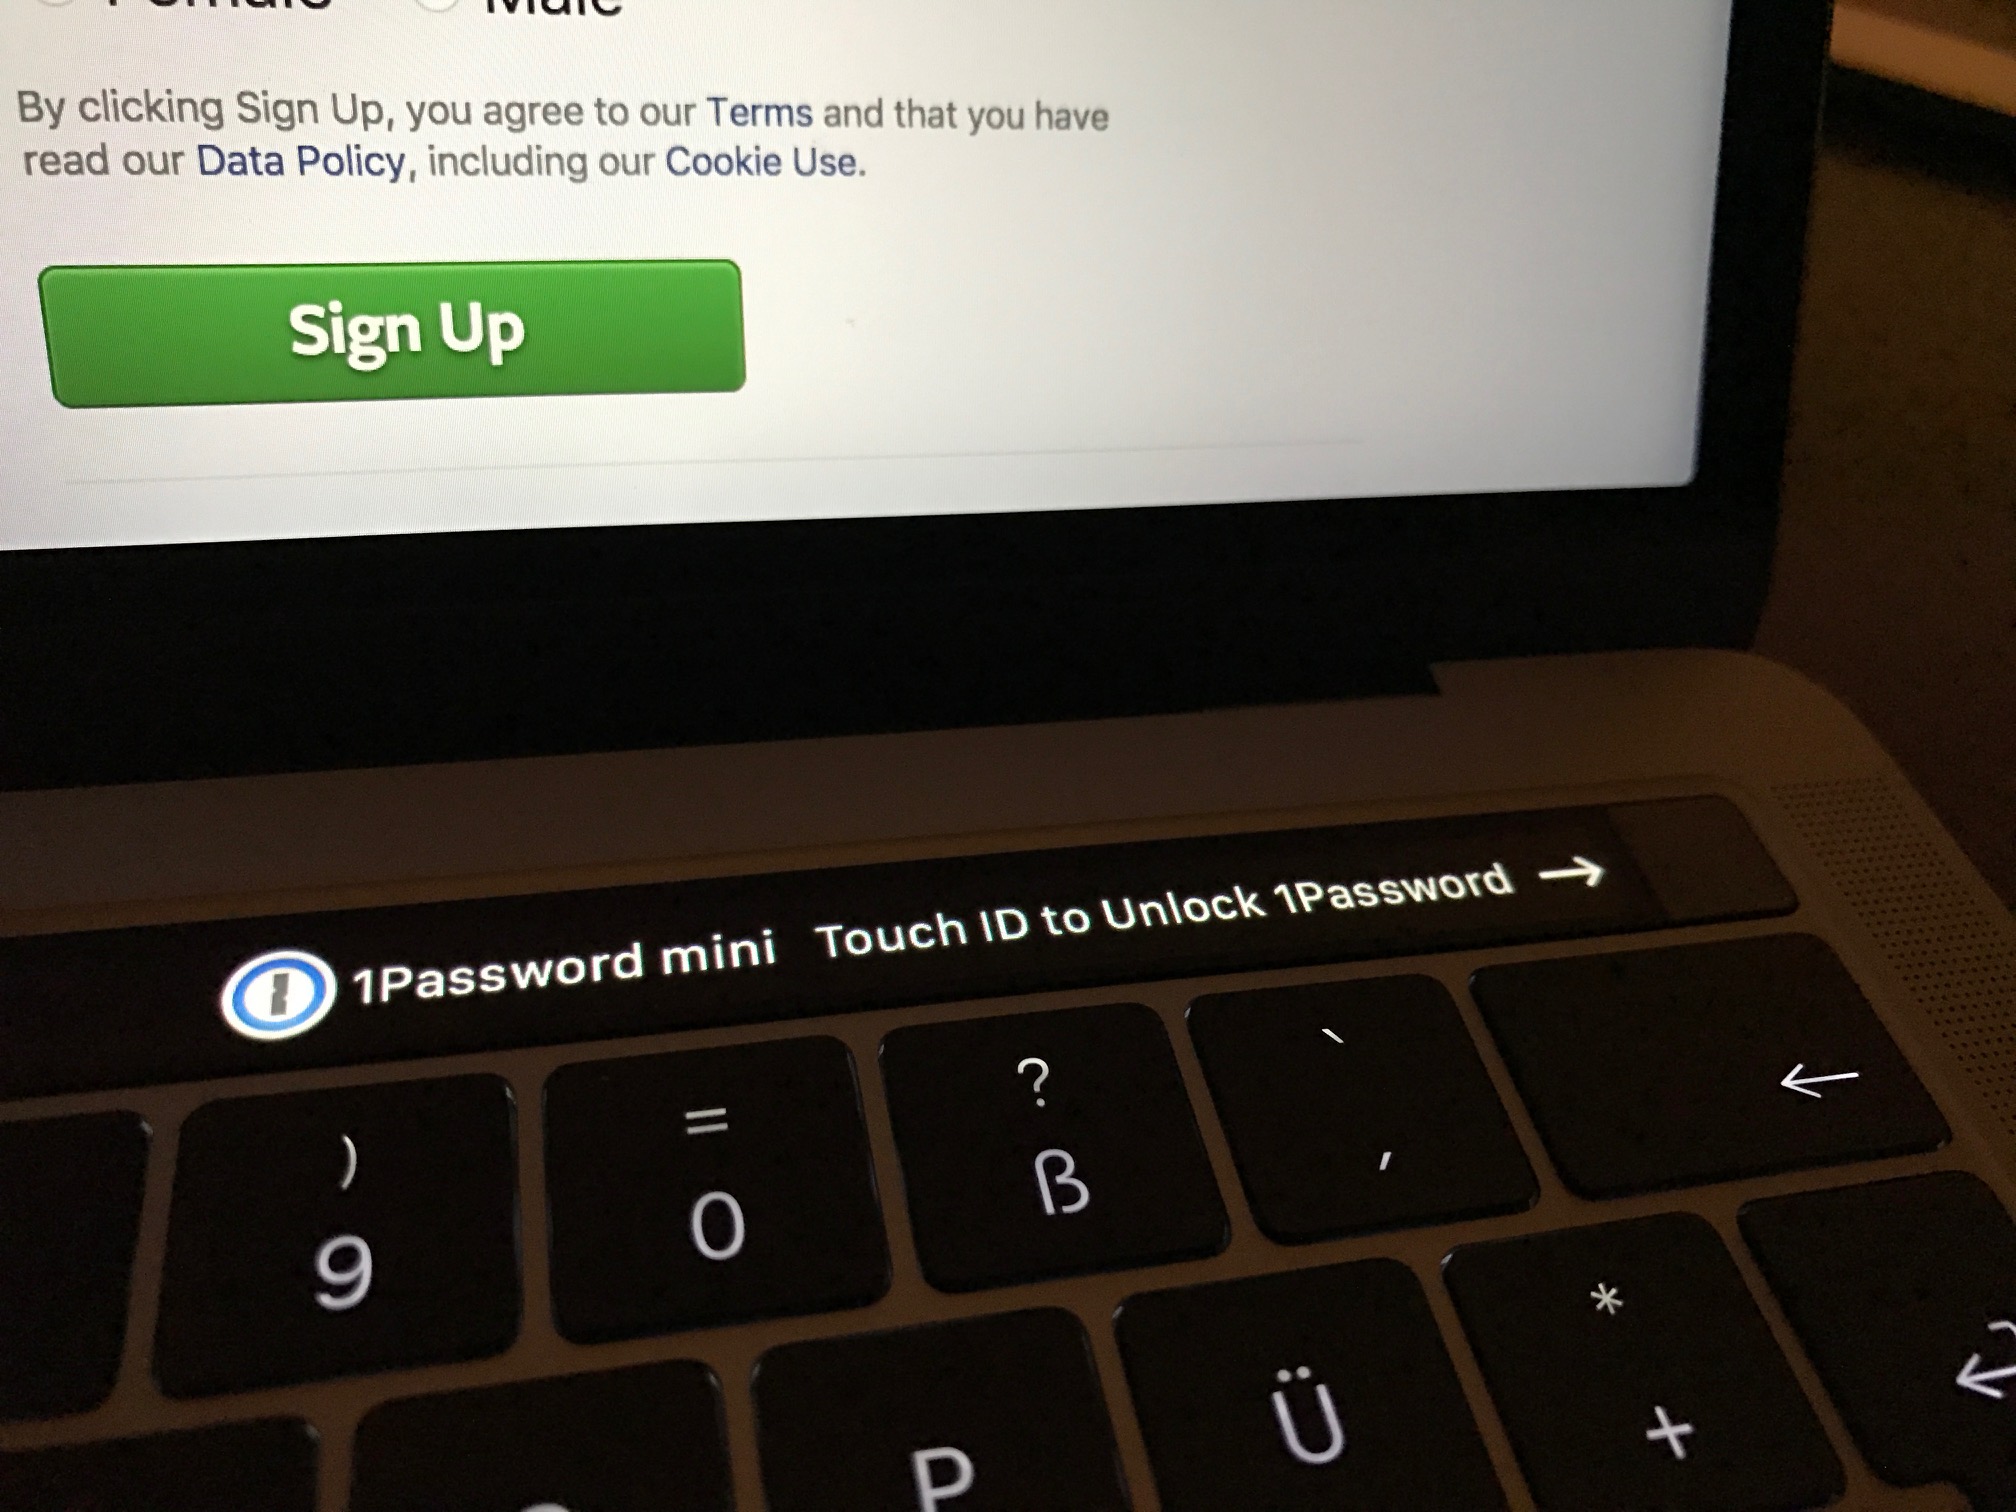 Female Male
By clicking Sign Up, you agree to our Terms and that you have
read our Data Policy, including our Cookie Use.
Sign Up
1Password mini Touch ID to Unlock 1Password →
) = ? `
9 0 ß ´ ←
*
P Ü +